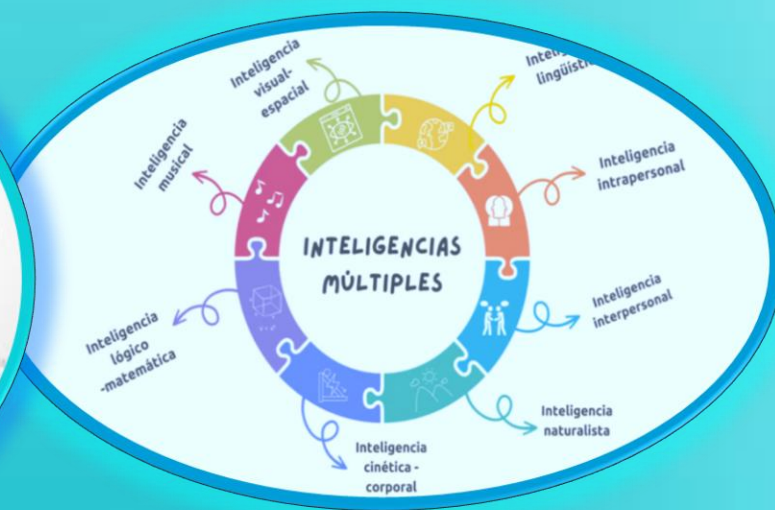 INTELIGENCIAS
MÚLTIPLES
Inteligencia
visual-
espacial
lingüístic
Inteligencia
intrapersonal
Inteligencia
interpersonal
Inteligencia
naturalista
Inteligencia
cinética -
corporal
Inteligencia
lógico
-matemática
Inteligencia
musical